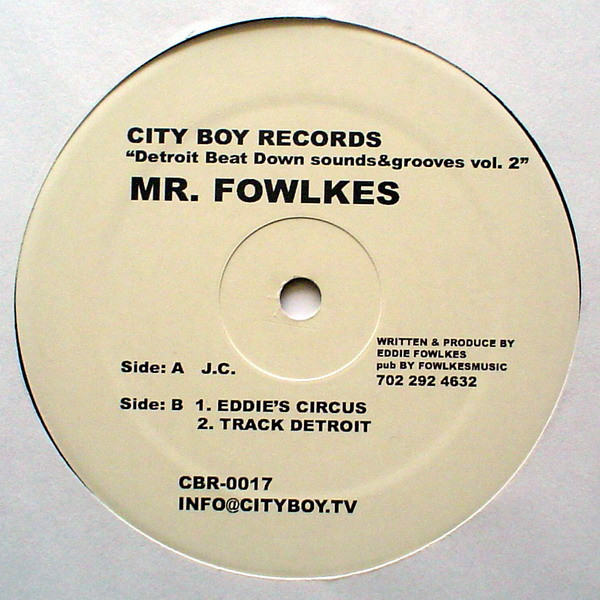 CITY BOY RECORDS
“Detroit Beat Down sounds&grooves vol. 2”
MR. FOWLKES
WRITTEN & PRODUCE BY
EDDIE FOWLKES
pub BY FOWLKESMUSIC
702 292 4632
Side: A J.C.
Side: B 1. EDDIE’S CIRCUS
2. TRACK DETROIT
CBR-0017
INFO@CITYBOY.TV